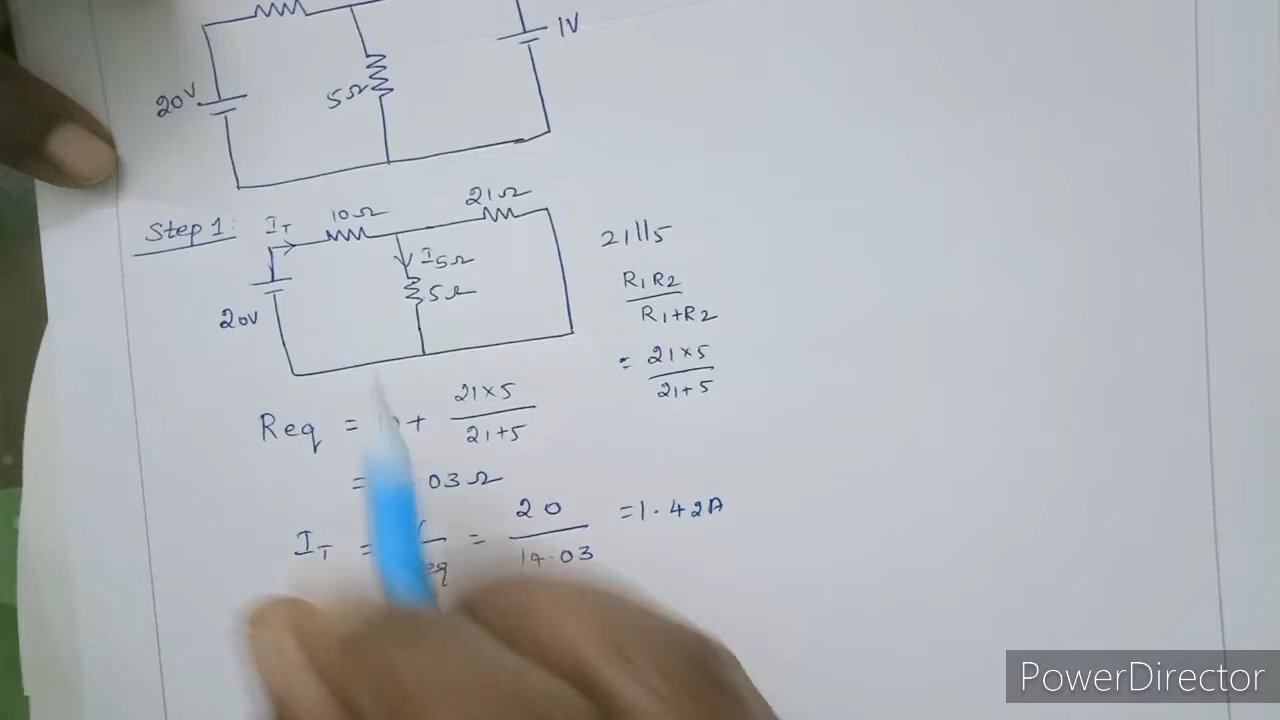 1V
20V
5Ω
Step 1:
I_T
10Ω
21Ω
I_5Ω
5Ω
20V
21||5
R1R2
R1+R2
= 21×5
21+5
Req = + 21×5
21+5
= 03Ω
I_T = = 20 = 1.42A
eq 14.03
PowerDirector